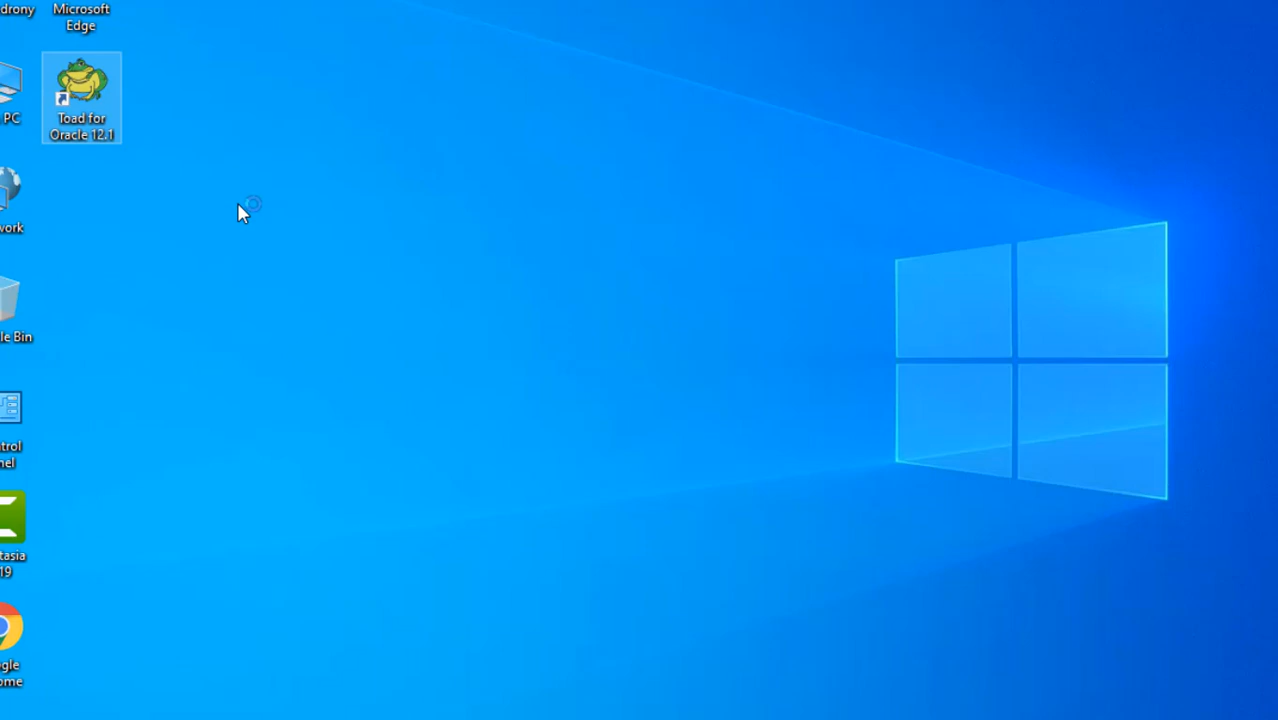 drony
Microsoft
Edge
PC
Toad for
Oracle 12.1
work
le Bin
trol
nel
tasia
19
gle
ome